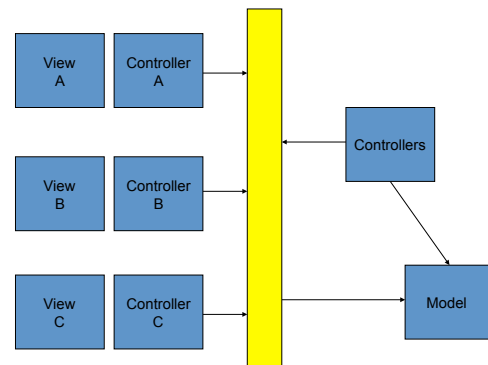 View
A
Controller
A
View
B
Controller
B
Controllers
View
C
Controller
C
Model